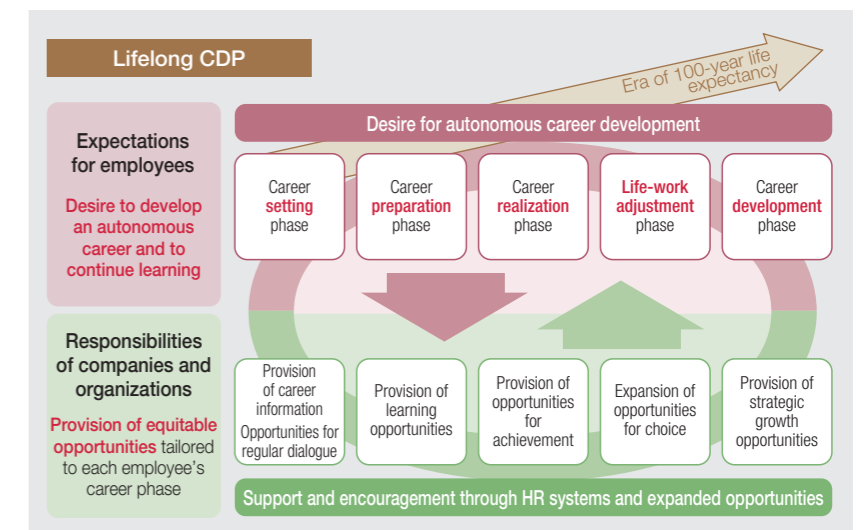 Lifelong CDP
Era of 100-year life
expectancy
Expectations
for employees
Desire to develop
an autonomous
career and to
continue learning
Desire for autonomous career development
Career
setting
phase
Career
preparation
phase
Career
realization
phase
Life-work
adjustment
phase
Career
development
phase
Responsibilities
of companies and
organizations
Provision of equitable
opportunities tailored
to each employee's
career phase
Provision
of career
information
Opportunities for
regular dialogue
Provision of
learning
opportunities
Provision of
opportunities
for
achievement
Expansion of
opportunities
for choice
Provision of
strategic
growth
opportunities
Support and encouragement through HR systems and expanded opportunities